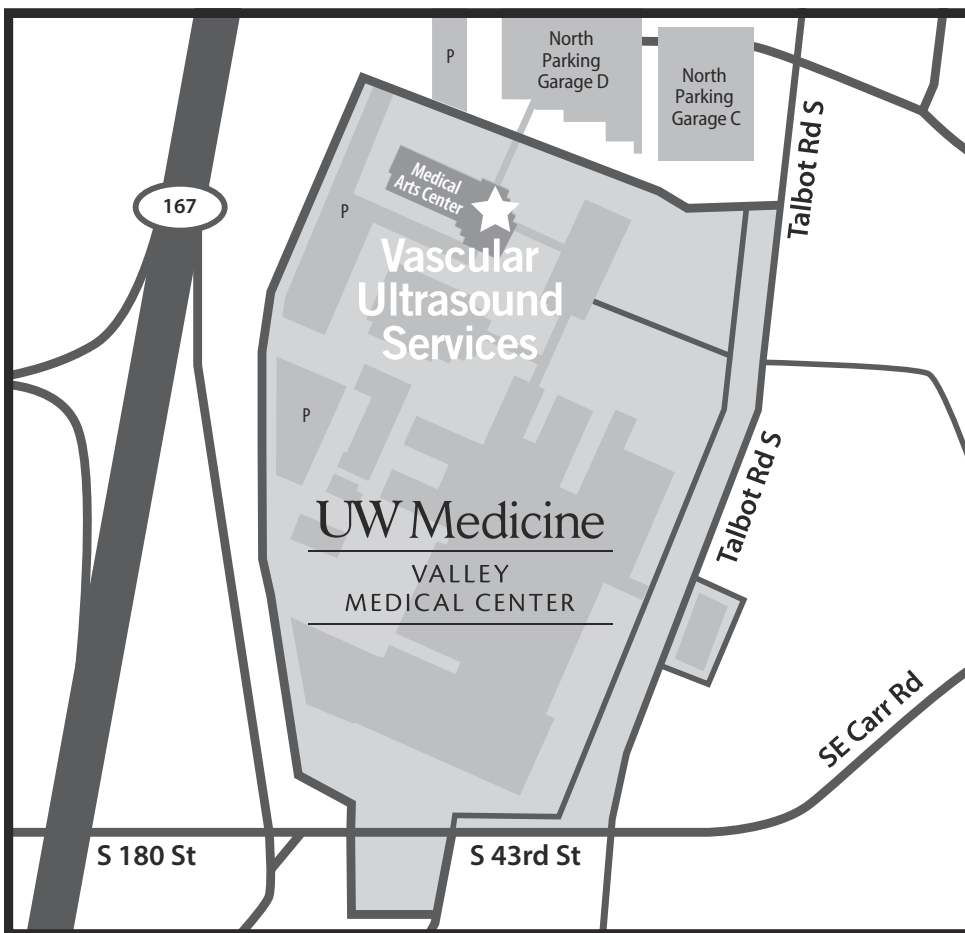 P
North
Parking
Garage D
North
Parking
Garage C
Talbot Rd S
Medical
Arts Center
167
P
Vascular
Ultrasound
Services
P
Talbot Rd S
UW Medicine
VALLEY
MEDICAL CENTER
SE Carr Rd
S 180 St
S 43rd St